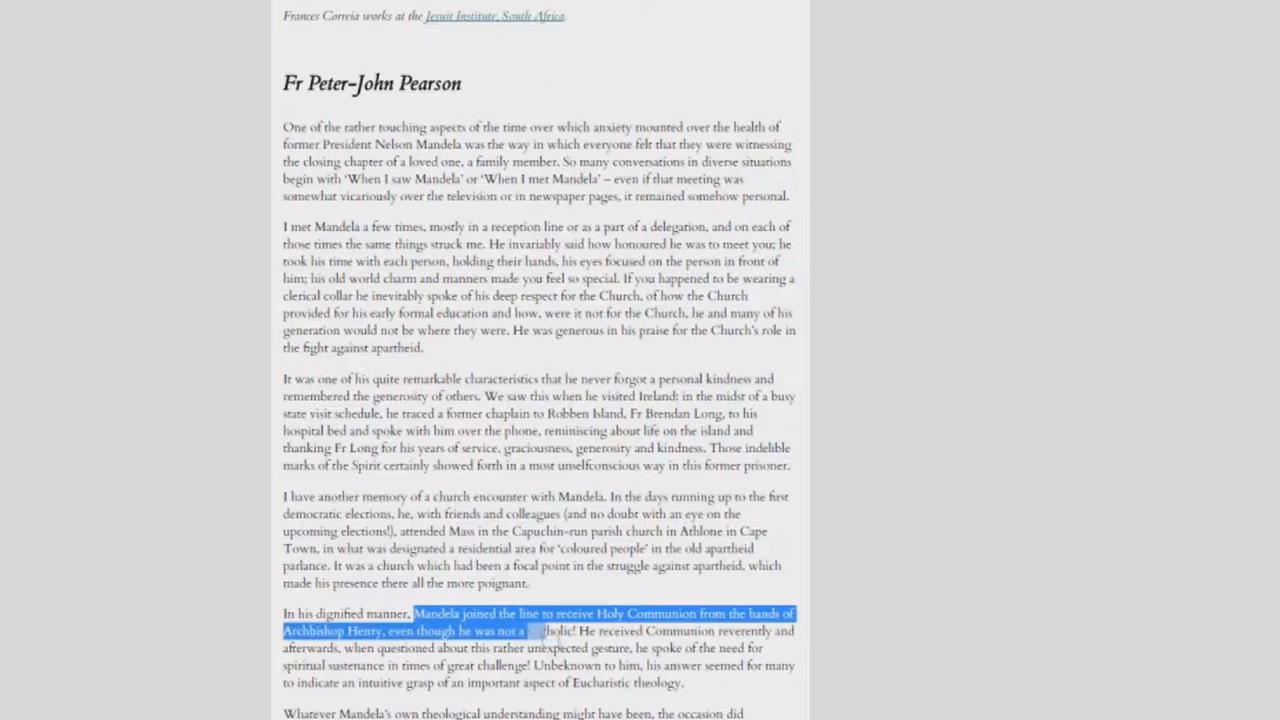 Frances Correia works at the Jesuit Institute, South Africa.
Fr Peter-John Pearson
One of the rather touching aspects of the time over which anxiety mounted over the health of
former President Nelson Mandela was the way in which everyone felt that they were witnessing
the closing chapter of a loved one, a family member. So many conversations in diverse situations
begin with ‘When I saw Mandela’ or ‘When I met Mandela’ – even if that meeting was
somewhat vicariously over the television or in newspaper pages, it remained somehow personal.
I met Mandela a few times, mostly in a reception line or as a part of a delegation, and on each of
those times the same things struck me. He invariably said how honoured he was to meet you; he
took his time with each person, holding their hands, his eyes focused on the person in front of
him; his old world charm and manners made you feel so special. If you happened to be wearing a
clerical collar he inevitably spoke of his deep respect for the Church, of how the Church
provided for his early formal education and how, were it not for the Church, he and many of his
generation would not be where they were. He was generous in his praise for the Church's role in
the fight against apartheid.
It was one of his quite remarkable characteristics that he never forgot a personal kindness and
remembered the generosity of others. We saw this when he visited Ireland: in the midst of a busy
state visit schedule, he traced a former chaplain to Robben Island, Fr Brendan Long, to his
hospital bed and spoke with him over the phone, reminiscing about life on the island and
thanking Fr Long for his years of service, graciousness, generosity and kindness. Those indelible
marks of the Spirit certainly showed forth in a most unselfconscious way in this former prisoner.
I have another memory of a church encounter with Mandela. In the days running up to the first
democratic elections, he, with friends and colleagues (and no doubt with an eye on the
upcoming elections!), attended Mass in the Capuchin-run parish church in Athlone in Cape
Town, in what was designated a residential area for ‘coloured people’ in the old apartheid
parlance. It was a church which had been a focal point in the struggle against apartheid, which
made his presence there all the more poignant.
In his dignified manner, Mandela joined the line to receive Holy Communion from the hands of
Archbishop Henry, even though he was not a Catholic! He received Communion reverently and
afterwards, when questioned about this rather unexpected gesture, he spoke of the need for
spiritual sustenance in times of great challenge! Unbeknown to him, his answer seemed for many
to indicate an intuitive grasp of an important aspect of Eucharistic theology.
Whatever Mandela's own theological understanding might have been, the occasion did